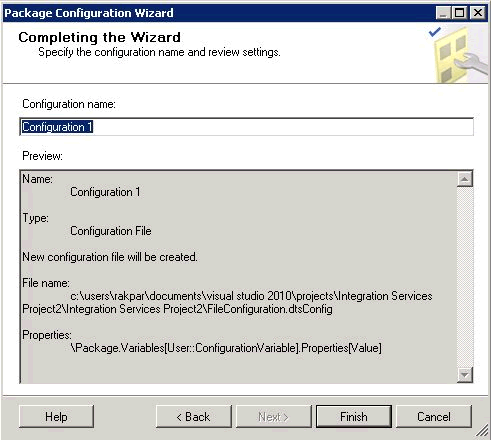 Package Configuration Wizard
Completing the Wizard
Specify the configuration name and review settings.
Configuration name:
Configuration 1
Preview:
Name:
Configuration 1
Type:
Configuration File
New configuration file will be created.
File name:
c:\users\rakpar\documents\visual studio 2010\projects\Integration Services
Project2\Integration Services Project2\FileConfiguration.dtsConfig
Properties:
\Package.Variables[User::ConfigurationVariable].Properties[Value]
Help
< Back
Next >
Finish
Cancel